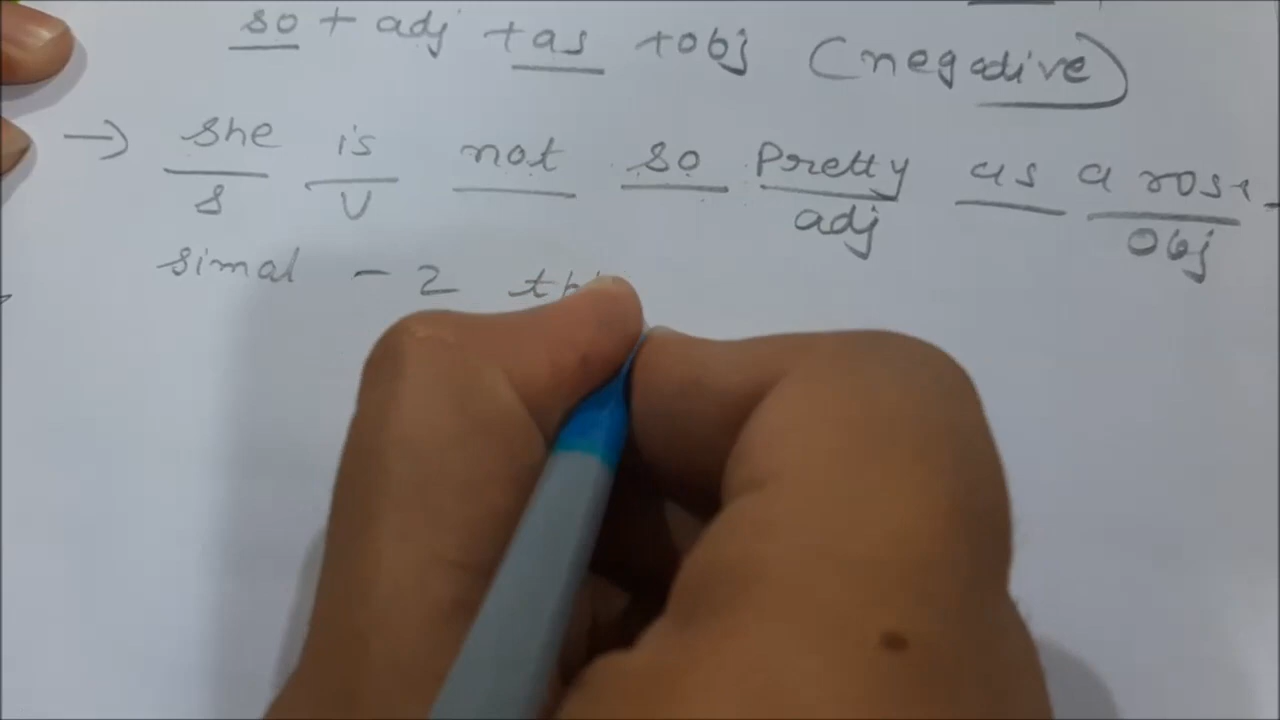 so + adj + as + obj (negative)
→ she is not so Pretty as a rose
S V adj obj
simal - 2